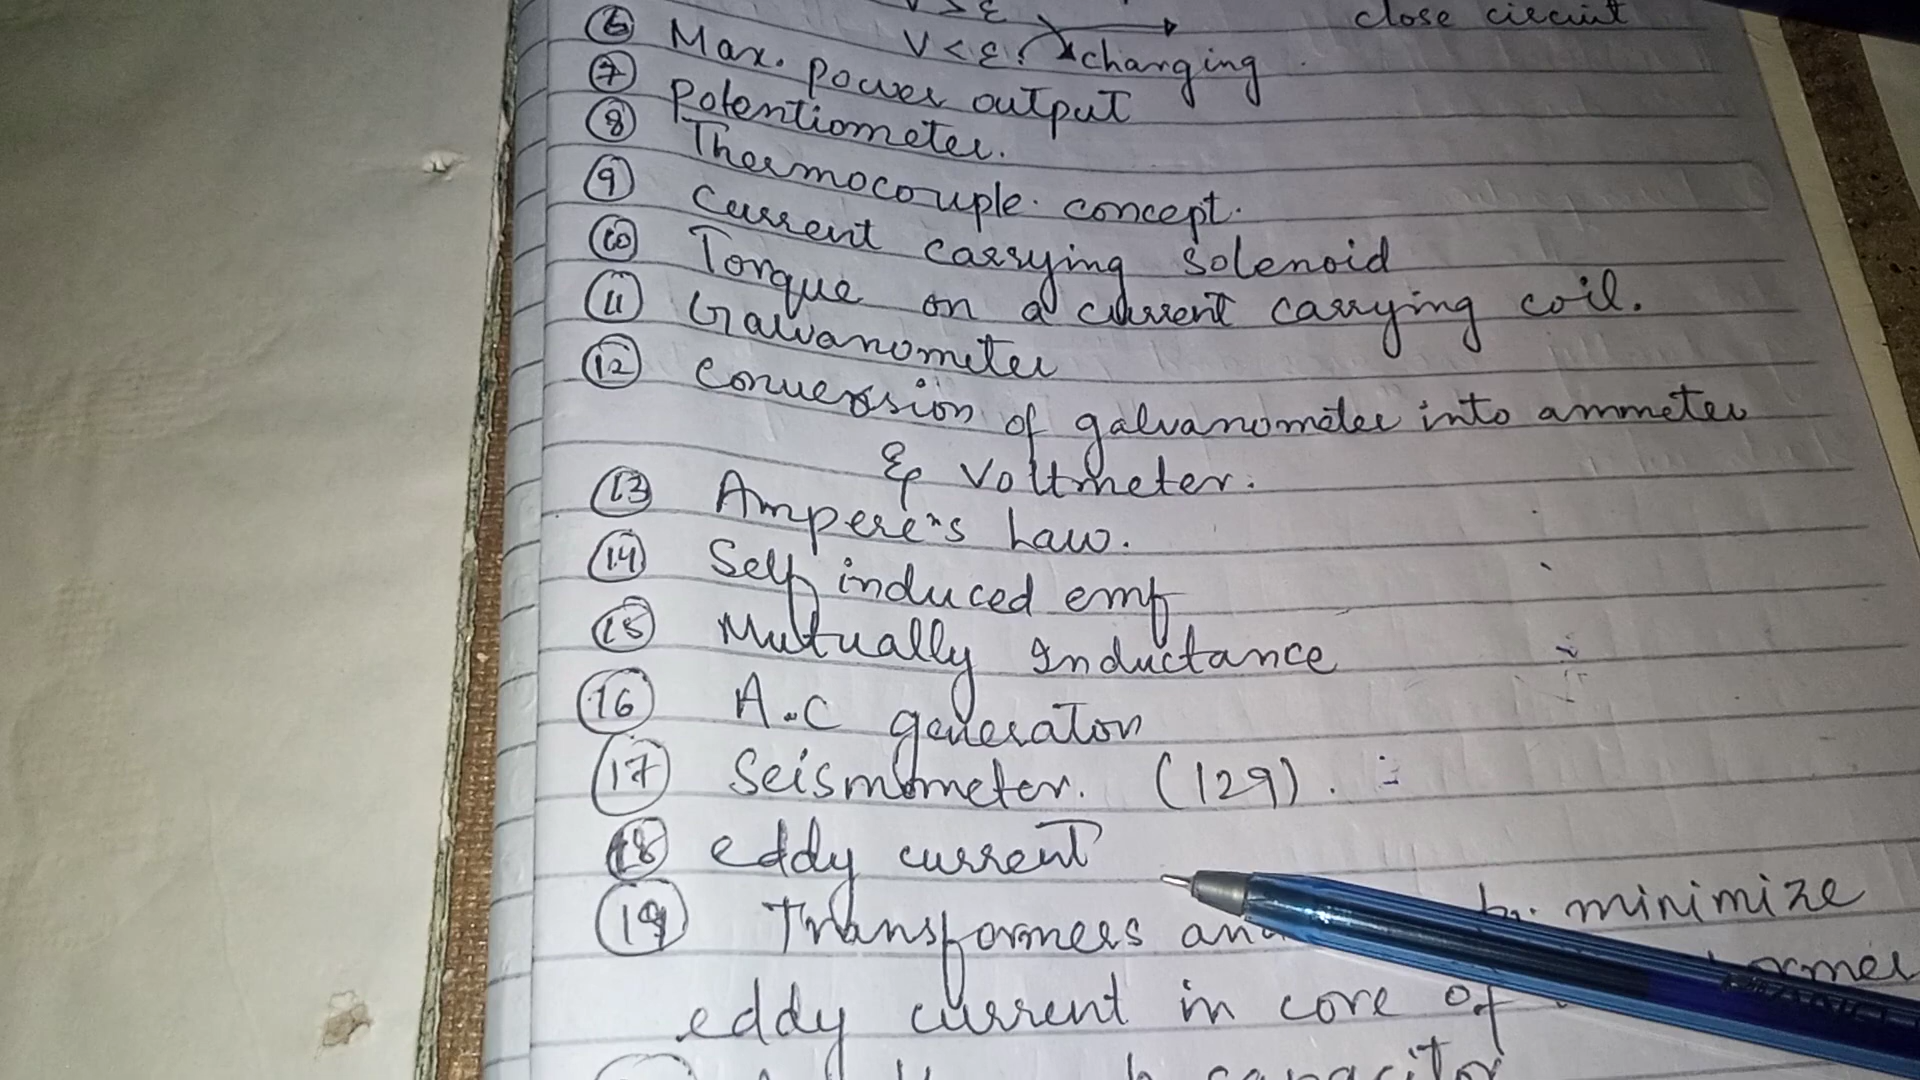 V > ε
close circuit
⑥ Max. power output
V < ε. changing
⑦ Potentiometer.
⑧ Thermocouple. concept.
⑨ Current carrying solenoid
⑩ Torque on a current carrying coil.
⑪ Galvanometer
⑫ Conversion of galvanometer into ammeter
& Voltmeter.
⑬ Ampere's Law.
⑭ Self induced emf
⑮ Mutually Inductance
⑯ A.C generator
⑰ Seismometer. (129).
⑱ eddy current
⑲ Transformers and minimize
eddy current in core of
capacitor